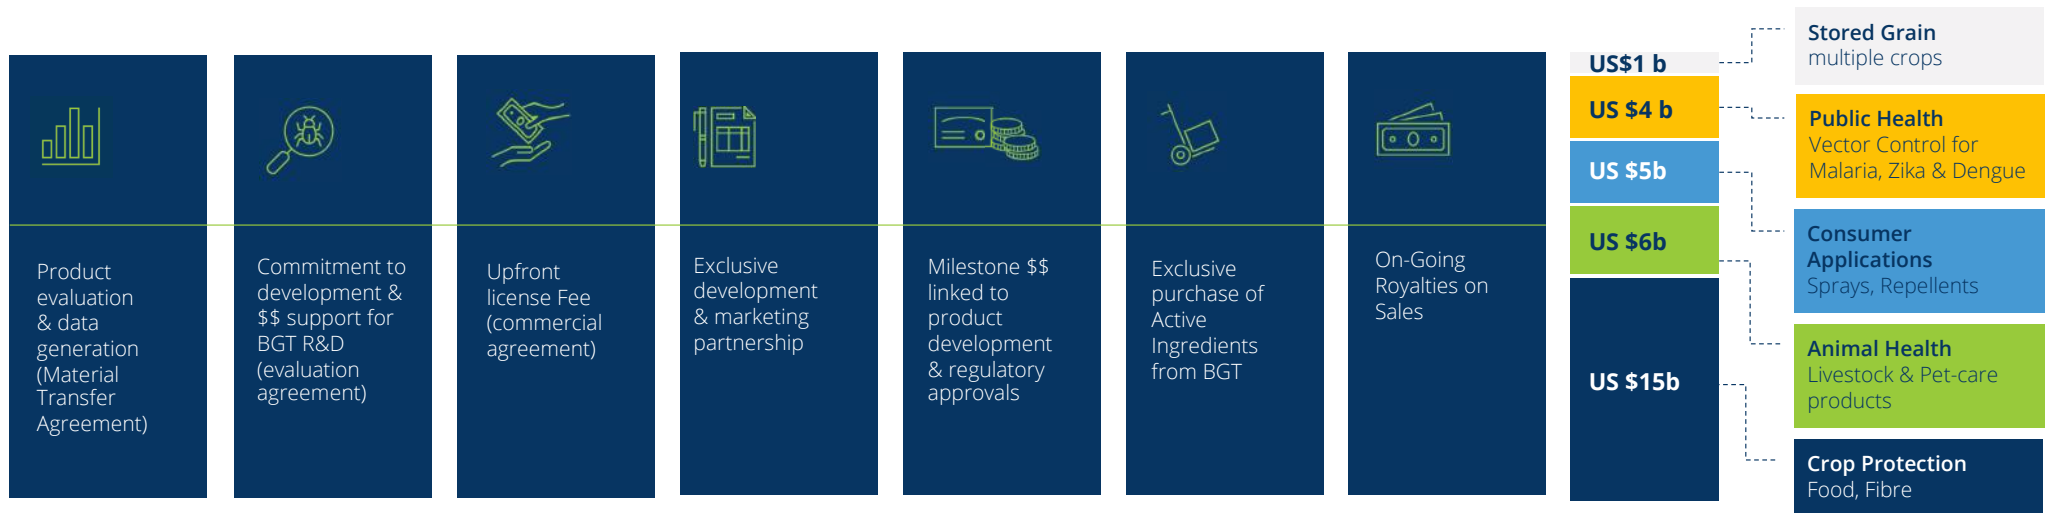 Product
evaluation
& data
generation
(Material
Transfer
Agreement)
Commitment to
development &
$$ support for
BGT R&D
(evaluation
agreement)
Upfront
license Fee
(commercial
agreement)
Exclusive
development
& marketing
partnership
Milestone $$
linked to
product
development
& regulatory
approvals
Exclusive
purchase of
Active
Ingredients
from BGT
On-Going
Royalties on
Sales
US$1 b
US $4 b
US $5b
US $6b
US $15b
Stored Grain
multiple crops
Public Health
Vector Control for
Malaria, Zika & Dengue
Consumer
Applications
Sprays, Repellents
Animal Health
Livestock & Pet-care
products
Crop Protection
Food, Fibre